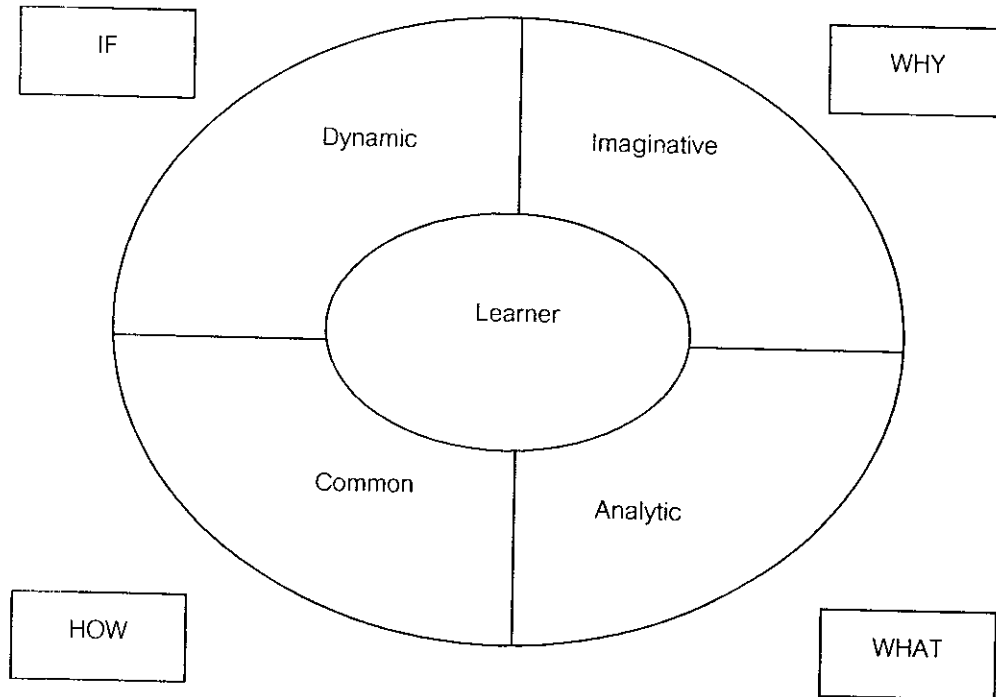 IF
WHY
Dynamic
Imaginative
Learner
Common
Analytic
HOW
WHAT